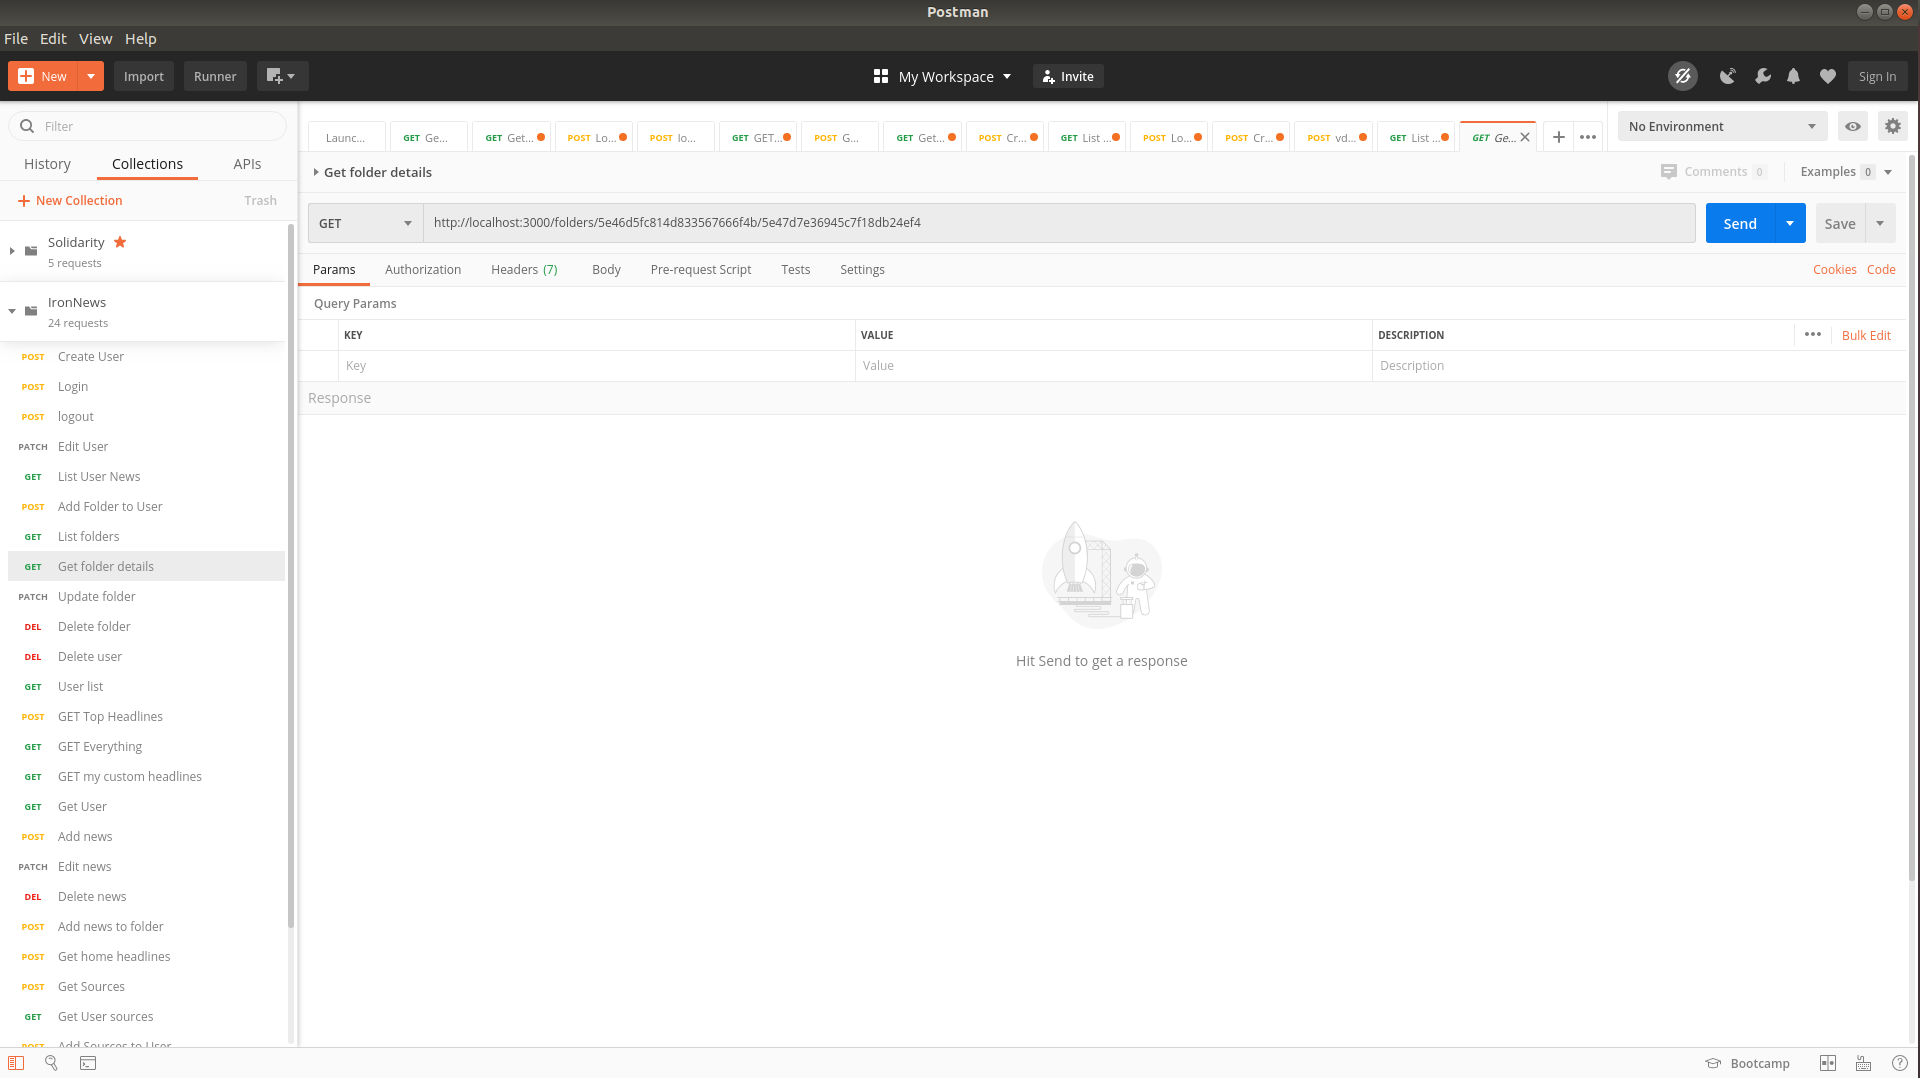 Postman
File Edit View Help
New Import Runner My Workspace Invite Sign In
Filter
History Collections APIs
New Collection Trash
Solidarity
5 requests
IronNews
24 requests
POST Create User
POST Login
POST logout
PATCH Edit User
GET List User News
POST Add Folder to User
GET List folders
GET Get folder details
PATCH Update folder
DEL Delete folder
DEL Delete user
GET User list
POST GET Top Headlines
GET GET Everything
GET GET my custom headlines
GET Get User
POST Add news
PATCH Edit news
DEL Delete news
POST Add news to folder
POST Get home headlines
POST Get Sources
GET Get User sources
POST Add Sources to User
Launc... GET Ge... GET Get... POST Lo... POST lo... GET GET... POST G... GET Get... POST Cr... GET List ... POST Lo... POST Cr... POST vd... GET List ... GET Ge...
No Environment
Get folder details
Comments 0 Examples 0
GET http://localhost:3000/folders/5e46d5fc814d833567666f4b/5e47d7e36945c7f18db24ef4 Send Save
Params Authorization Headers (7) Body Pre-request Script Tests Settings Cookies Code
Query Params
KEY VALUE DESCRIPTION Bulk Edit
Key Value Description
Response
Hit Send to get a response
Bootcamp